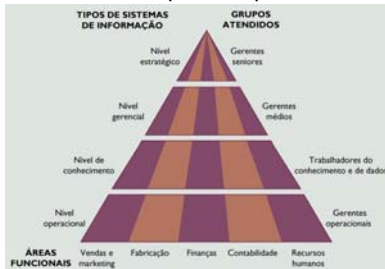 TIPOS DE SISTEMAS
DE INFORMAÇÃO
GRUPOS
ATENDIDOS
Nível
estratégico
Gerentes
seniores
Nível
gerencial
Gerentes
médios
Nível de
conhecimento
Trabalhadores do
conhecimento e de dados
Nível
operacional
Gerentes
operacionais
ÁREAS
FUNCIONAIS
Vendas e
marketing
Fabricação
Finanças
Contabilidade
Recursos
humanos